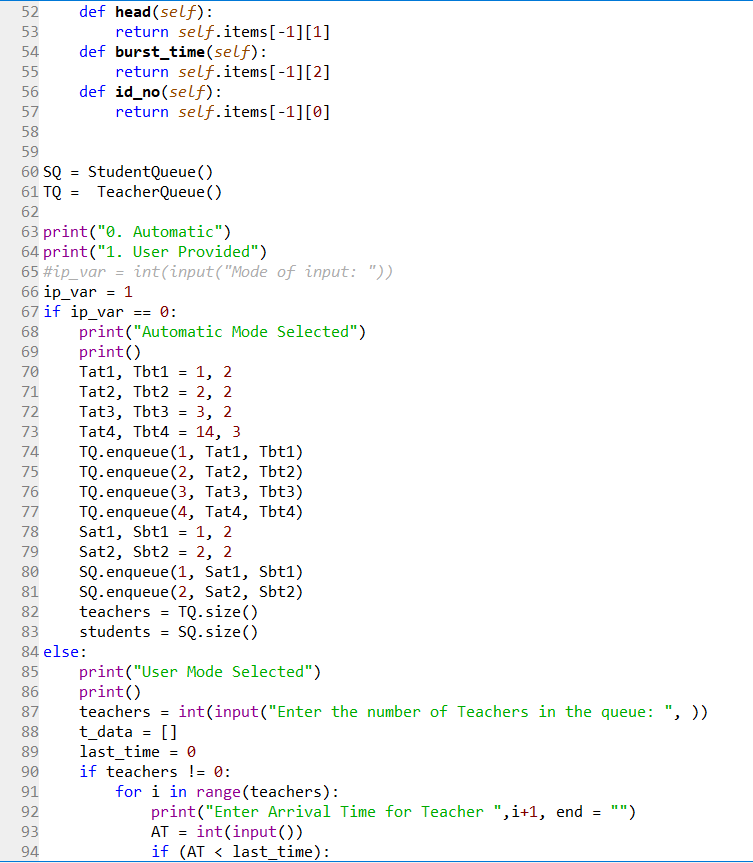 52     def head(self):
53         return self.items[-1][1]
54     def burst_time(self):
55         return self.items[-1][2]
56     def id_no(self):
57         return self.items[-1][0]
58
59
60 SQ = StudentQueue()
61 TQ =  TeacherQueue()
62
63 print("0. Automatic")
64 print("1. User Provided")
65 #ip_var = int(input("Mode of input: "))
66 ip_var = 1
67 if ip_var == 0:
68     print("Automatic Mode Selected")
69     print()
70     Tat1, Tbt1 = 1, 2
71     Tat2, Tbt2 = 2, 2
72     Tat3, Tbt3 = 3, 2
73     Tat4, Tbt4 = 14, 3
74     TQ.enqueue(1, Tat1, Tbt1)
75     TQ.enqueue(2, Tat2, Tbt2)
76     TQ.enqueue(3, Tat3, Tbt3)
77     TQ.enqueue(4, Tat4, Tbt4)
78     Sat1, Sbt1 = 1, 2
79     Sat2, Sbt2 = 2, 2
80     SQ.enqueue(1, Sat1, Sbt1)
81     SQ.enqueue(2, Sat2, Sbt2)
82     teachers = TQ.size()
83     students = SQ.size()
84 else:
85     print("User Mode Selected")
86     print()
87     teachers = int(input("Enter the number of Teachers in the queue: ", ))
88     t_data = []
89     last_time = 0
90     if teachers != 0:
91         for i in range(teachers):
92             print("Enter Arrival Time for Teacher ",i+1, end = "")
93             AT = int(input())
94             if (AT < last_time):